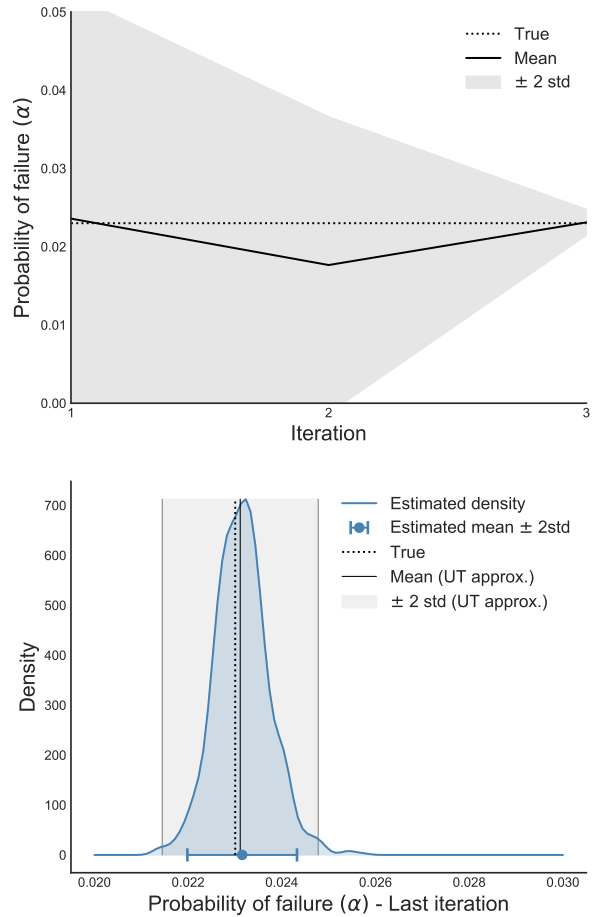 0.05
0.04
0.03
0.02
0.01
0.00
Probability of failure (α)
True
Mean
± 2 std
1
2
3
Iteration
700
600
500
400
300
200
100
0
Density
Estimated density
Estimated mean ± 2std
True
Mean (UT approx.)
± 2 std (UT approx.)
0.020
0.022
0.024
0.026
0.028
0.030
Probability of failure (α) - Last iteration